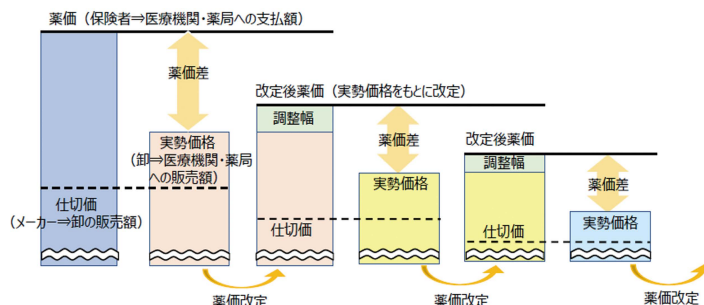 薬価（保険者⇒医療機関・薬局への支払額）
薬価差
改定後薬価（実勢価格をもとに改定）
調整幅
実勢価格
（卸⇒医療機関・薬局
への販売額）
薬価差
改定後薬価
調整幅
仕切価
（メーカー⇒卸の販売額）
実勢価格
薬価差
仕切価
仕切価
実勢価格
薬価改定
薬価改定
薬価改定